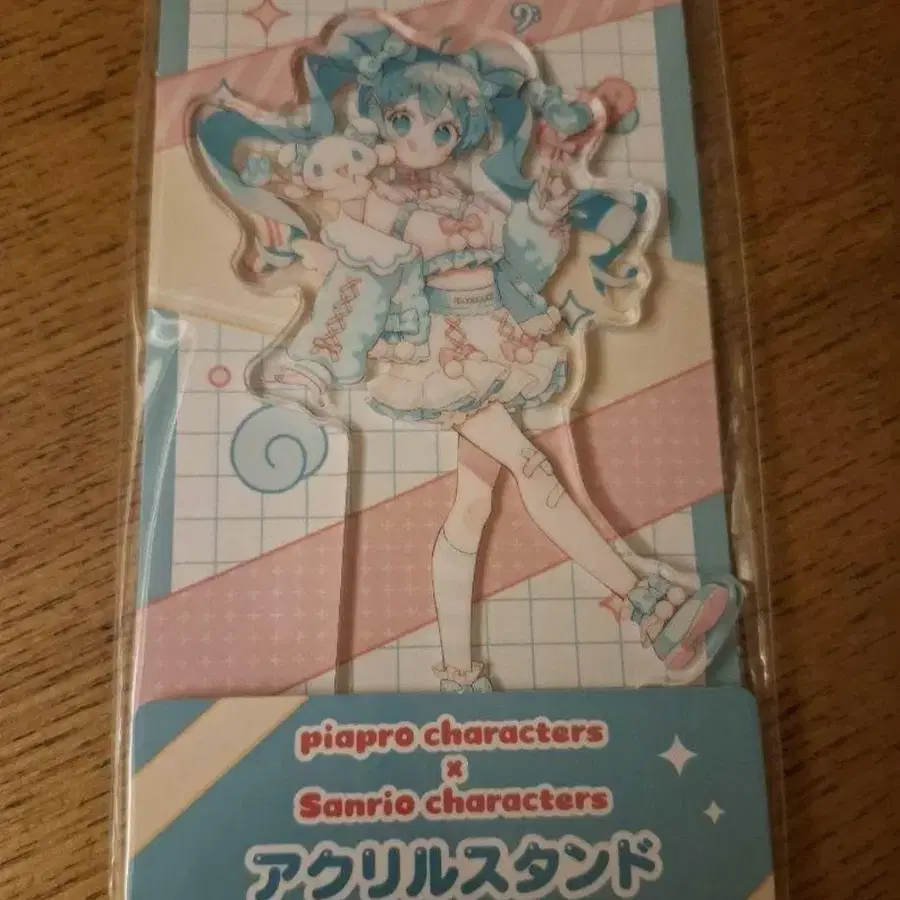 piapro characters
×
Sanrio characters
アクリルスタンド